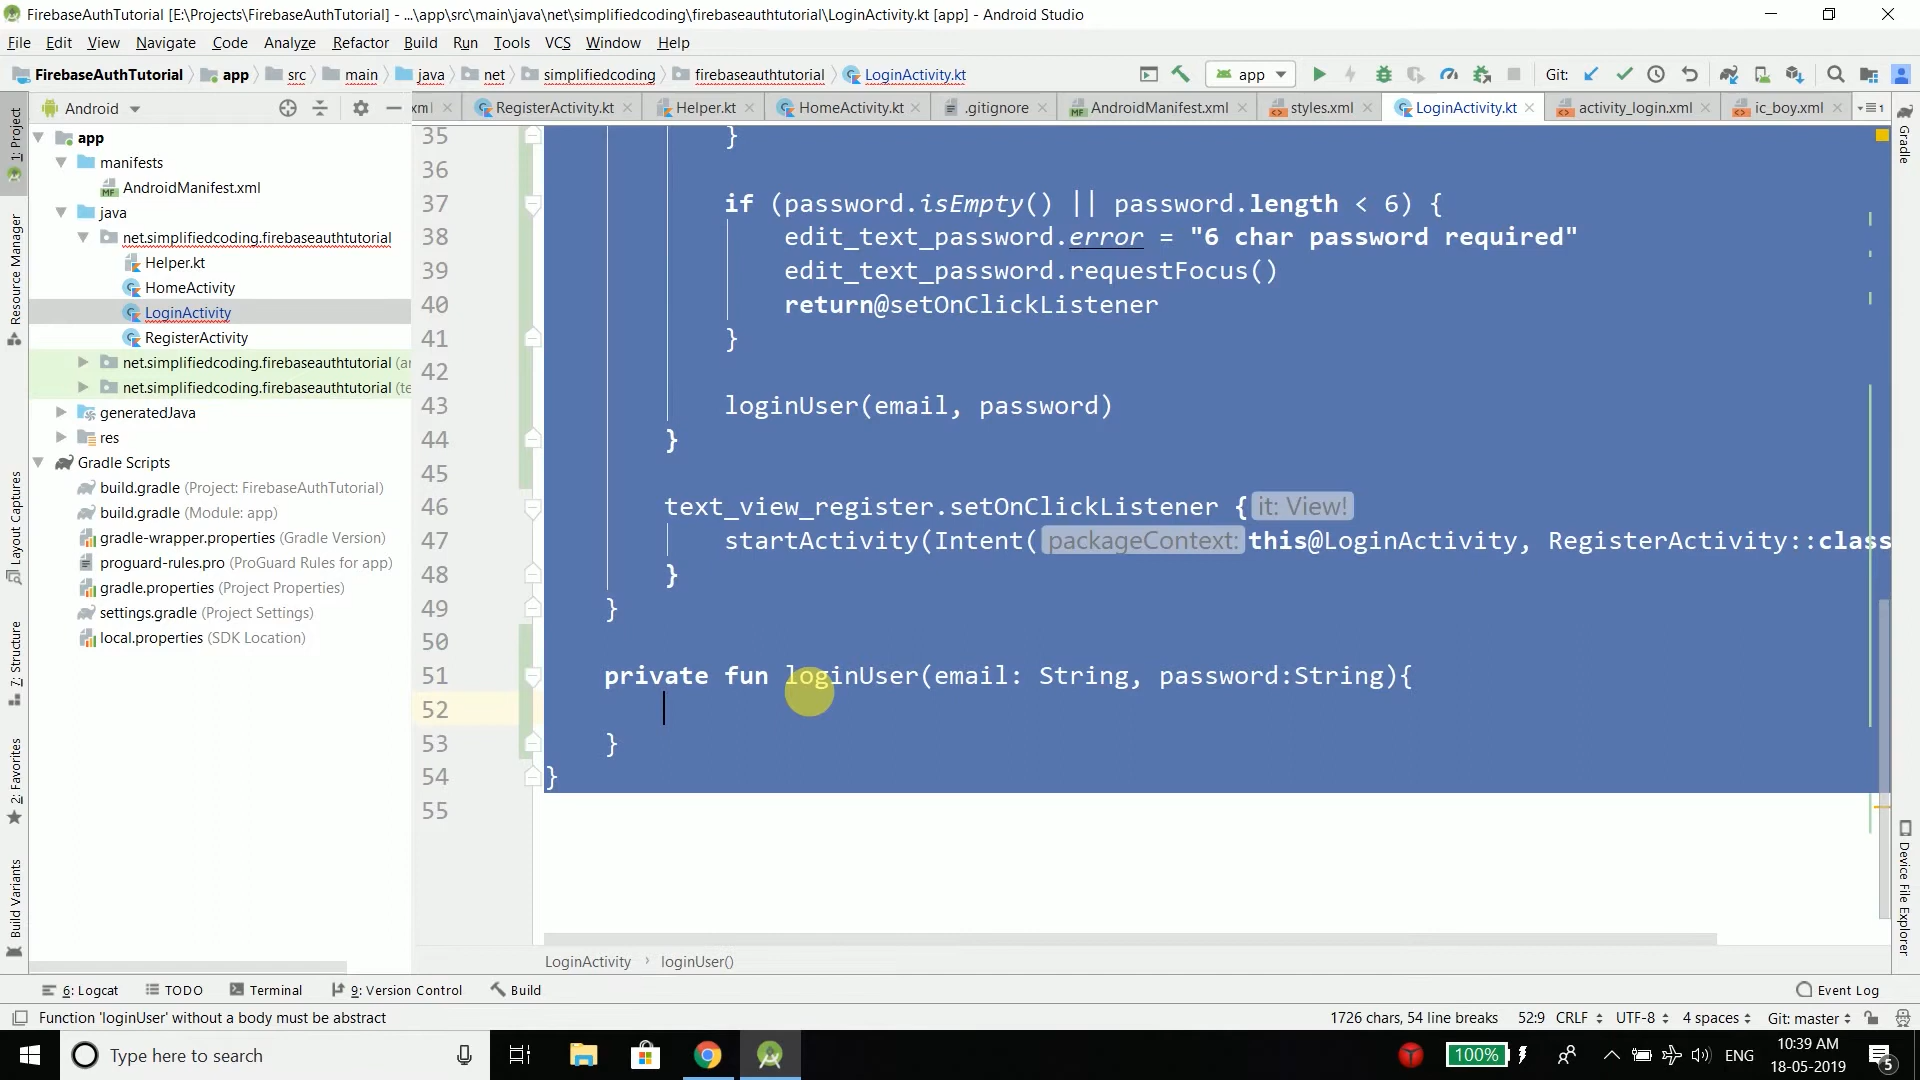 FirebaseAuthTutorial [E:\Projects\FirebaseAuthTutorial] - ...\app\src\main\java\net\simplifiedcoding\firebaseauthtutorial\LoginActivity.kt [app] - Android Studio
File Edit View Navigate Code Analyze Refactor Build Run Tools VCS Window Help
FirebaseAuthTutorial app src main java net simplifiedcoding firebaseauthtutorial LoginActivity.kt app Git:
Android xml RegisterActivity.kt Helper.kt HomeActivity.kt .gitignore AndroidManifest.xml styles.xml LoginActivity.kt activity_login.xml ic_boy.xml 1
1: Project
Resource Manager
Layout Captures
7: Structure
2: Favorites
Build Variants
app
manifests
AndroidManifest.xml
java
net.simplifiedcoding.firebaseauthtutorial
Helper.kt
HomeActivity
LoginActivity
RegisterActivity
net.simplifiedcoding.firebaseauthtutorial (ar
net.simplifiedcoding.firebaseauthtutorial (te
generatedJava
res
Gradle Scripts
build.gradle (Project: FirebaseAuthTutorial)
build.gradle (Module: app)
gradle-wrapper.properties (Gradle Version)
proguard-rules.pro (ProGuard Rules for app)
gradle.properties (Project Properties)
settings.gradle (Project Settings)
local.properties (SDK Location)
35 }
36
37 if (password.isEmpty() || password.length < 6) {
38 edit_text_password.error = "6 char password required"
39 edit_text_password.requestFocus()
40 return@setOnClickListener
41 }
42
43 loginUser(email, password)
44 }
45
46 text_view_register.setOnClickListener { it: View!
47 startActivity(Intent( packageContext: this@LoginActivity, RegisterActivity::class
48 }
49 }
50
51 private fun loginUser(email: String, password:String){
52
53 }
54 }
55
Gradle
Device File Explorer
LoginActivity › loginUser()
6: Logcat TODO Terminal 9: Version Control Build Event Log
Function 'loginUser' without a body must be abstract 1726 chars, 54 line breaks 52:9 CRLF UTF-8 4 spaces Git: master
Type here to search 100% ENG 10:39 AM
18-05-2019 5